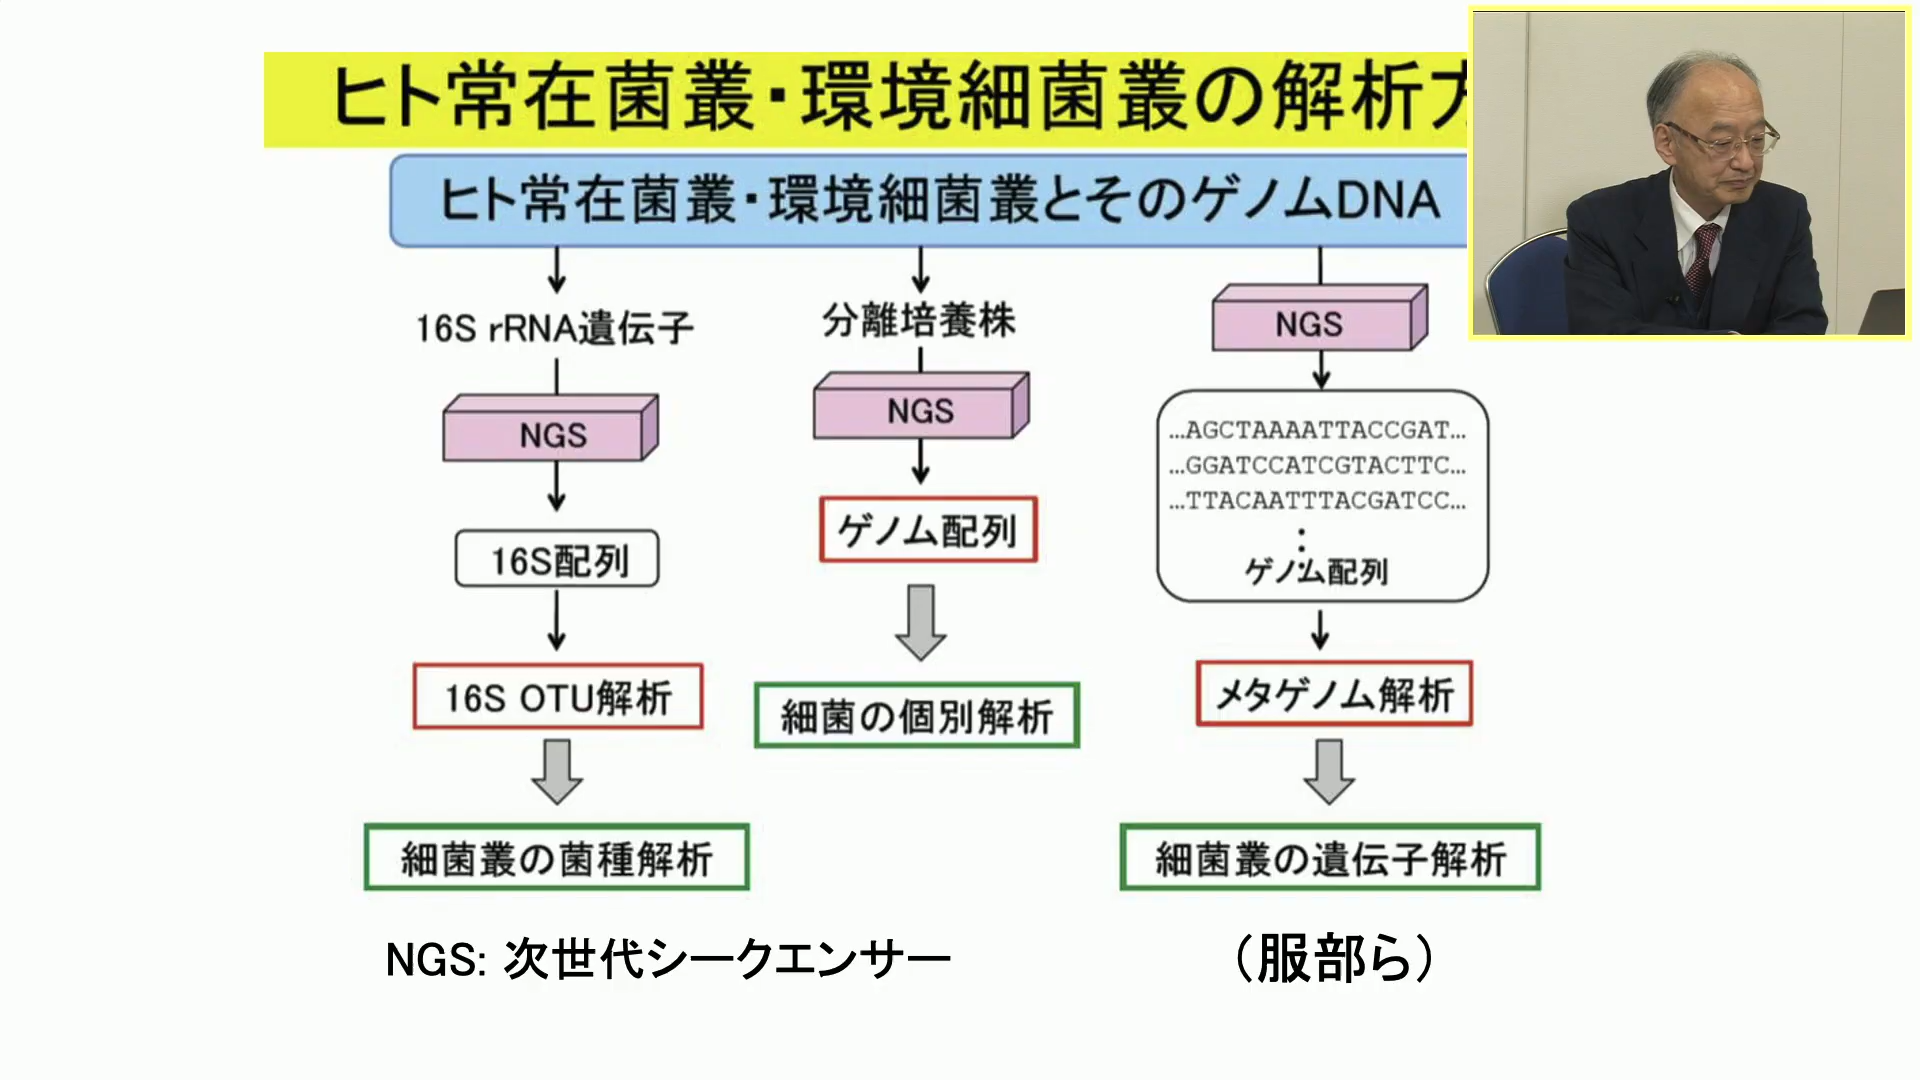 ヒト常在菌叢・環境細菌叢の解析方
ヒト常在菌叢・環境細菌叢とそのゲノムDNA
16S rRNA遺伝子
NGS
16S配列
16S OTU解析
細菌叢の菌種解析
分離培養株
NGS
ゲノム配列
細菌の個別解析
NGS
…AGCTAAAATTACCGAT…
…GGATCCATCGTACTTC…
…TTACAATTTACGATCC…
ゲノム配列
メタゲノム解析
細菌叢の遺伝子解析
NGS: 次世代シークエンサー
（服部ら）